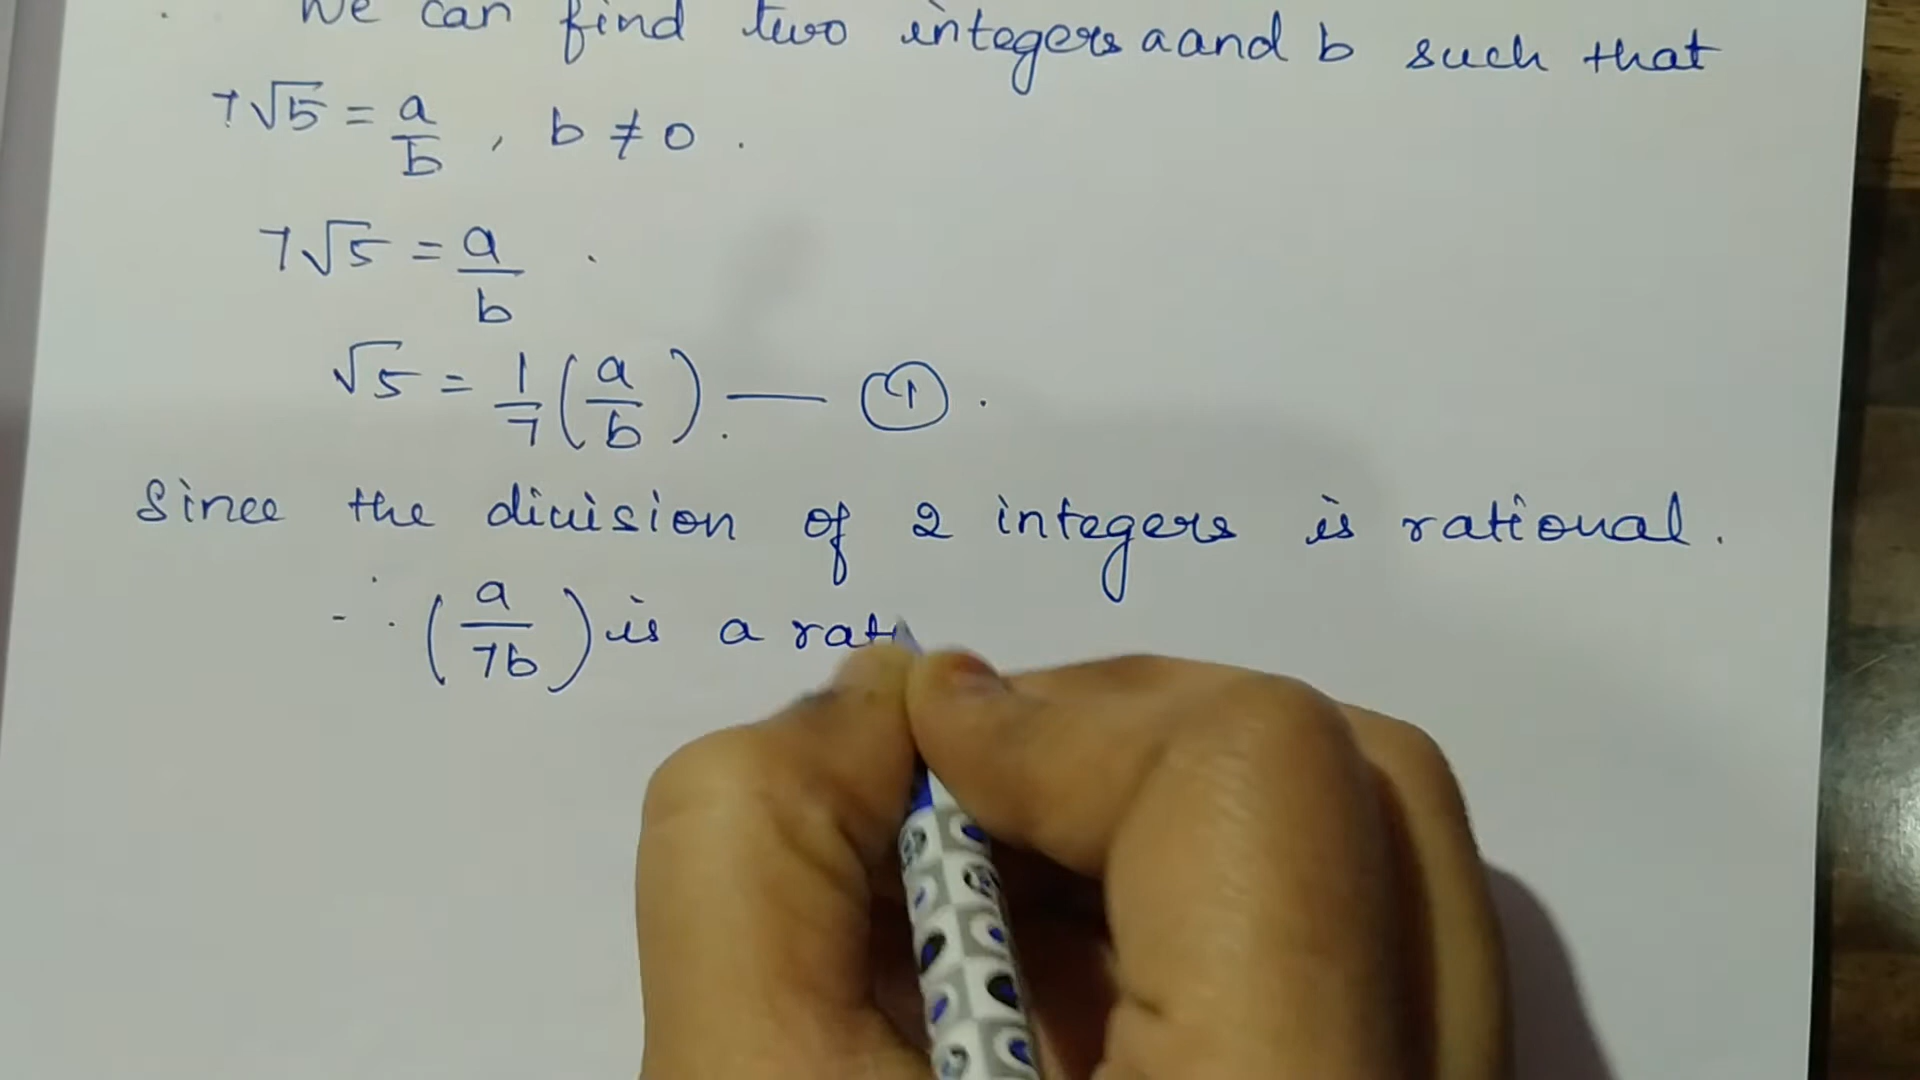 We can find two integers a and b such that
7√5 = a/b , b ≠ 0 .
7√5 = a/b .
√5 = 1/7 (a/b) . — ① .
Since the division of 2 integers is rational .
∴ (a/7b) is a rati